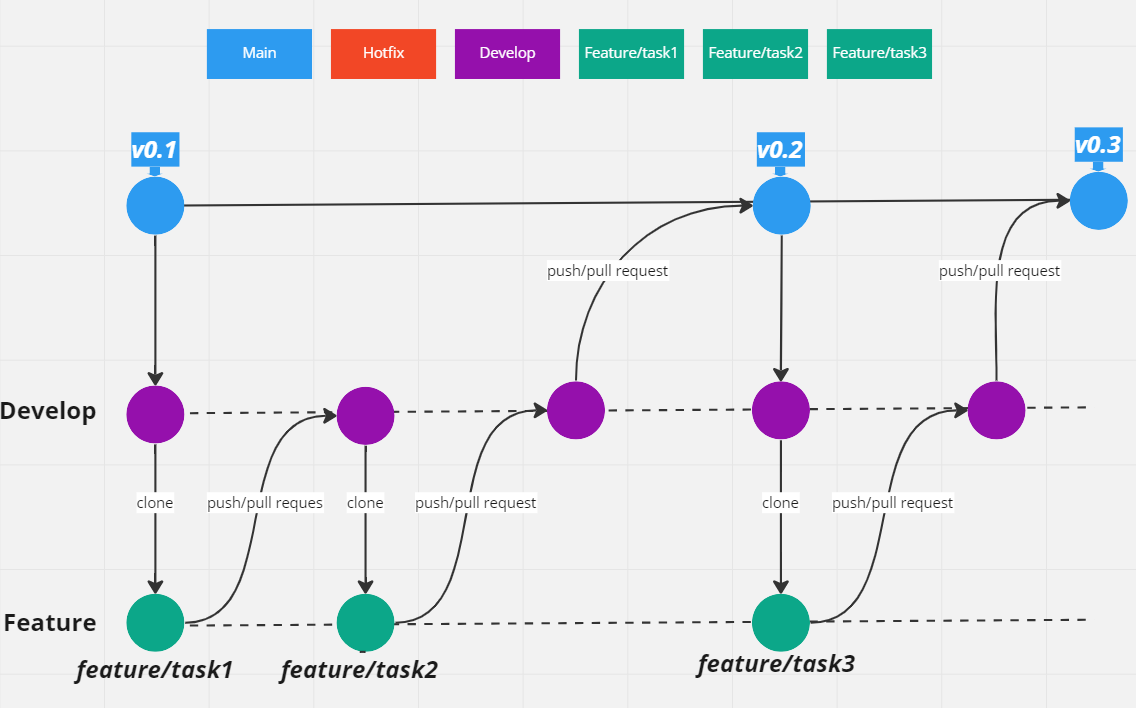 Main
Hotfix
Develop
Feature/task1
Feature/task2
Feature/task3
v0.1
v0.2
v0.3
push/pull request
push/pull request
Develop
clone
push/pull reques
clone
push/pull request
clone
push/pull request
Feature
feature/task1
feature/task2
feature/task3